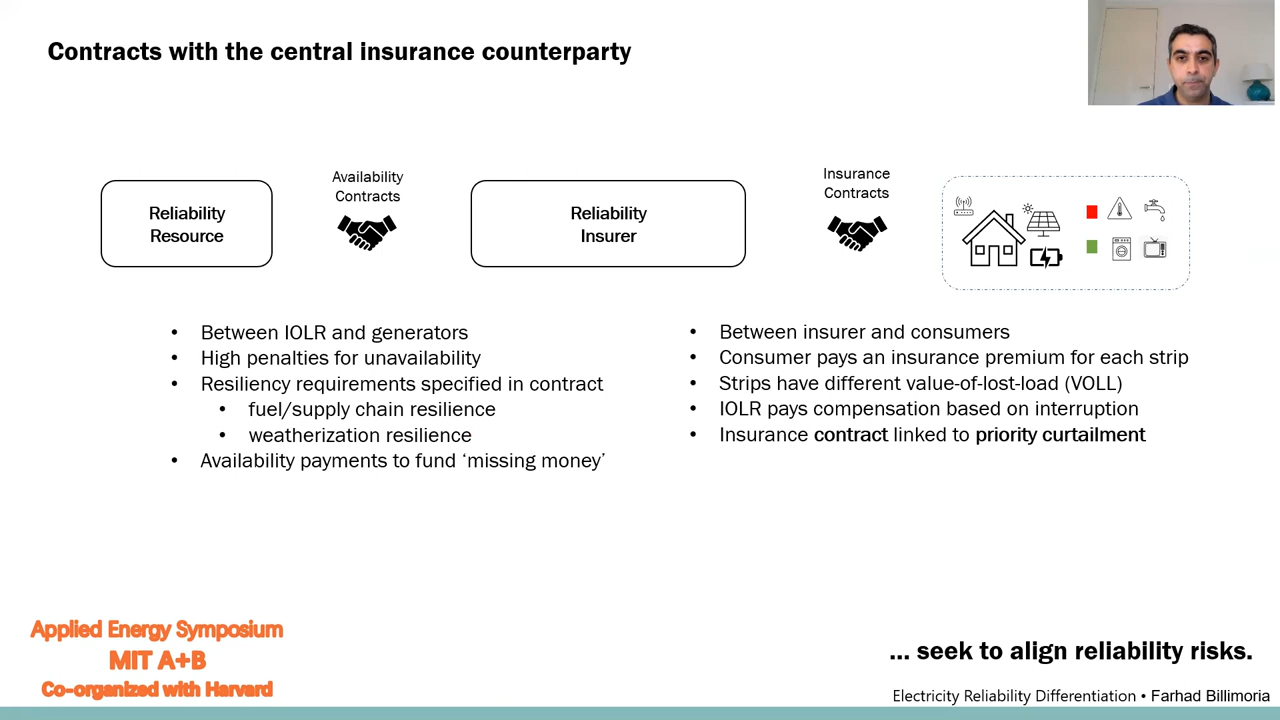 Contracts with the central insurance counterparty
Availability
Contracts
Insurance
Contracts
Reliability
Resource
Reliability
Insurer
• Between IOLR and generators
• High penalties for unavailability
• Resiliency requirements specified in contract
• fuel/supply chain resilience
• weatherization resilience
• Availability payments to fund ‘missing money’
• Between insurer and consumers
• Consumer pays an insurance premium for each strip
• Strips have different value-of-lost-load (VOLL)
• IOLR pays compensation based on interruption
• Insurance contract linked to priority curtailment
Applied Energy Symposium
MIT A+B
Co-organized with Harvard
... seek to align reliability risks.
Electricity Reliability Differentiation • Farhad Billimoria